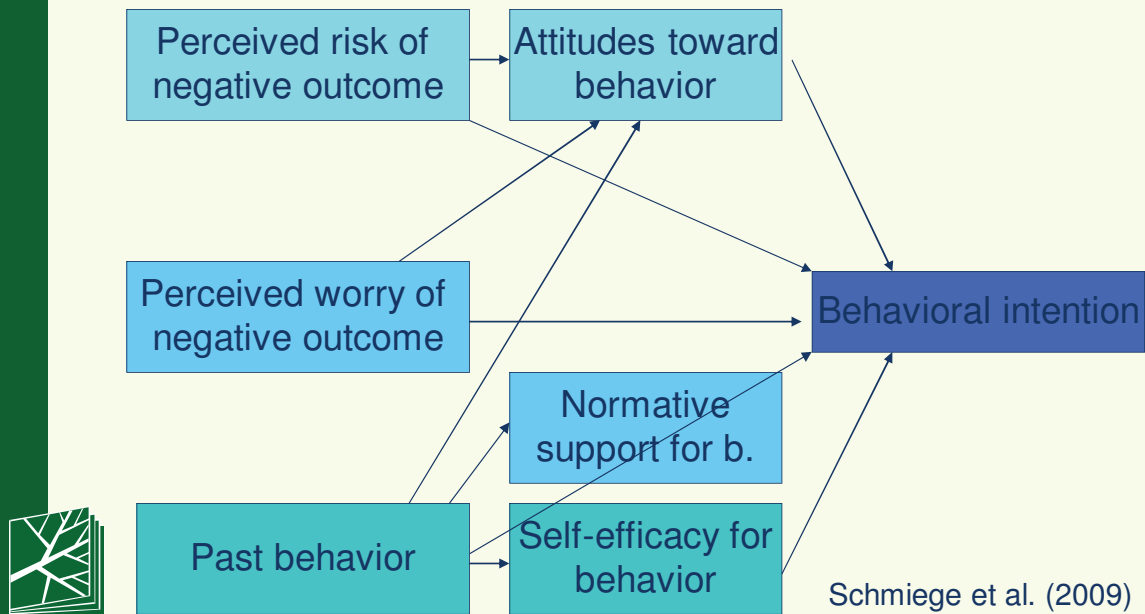 Perceived risk of
negative outcome
Attitudes toward
behavior
Perceived worry of
negative outcome
Behavioral intention
Normative
support for b.
Past behavior
Self-efficacy for
behavior
Schmiege et al. (2009)